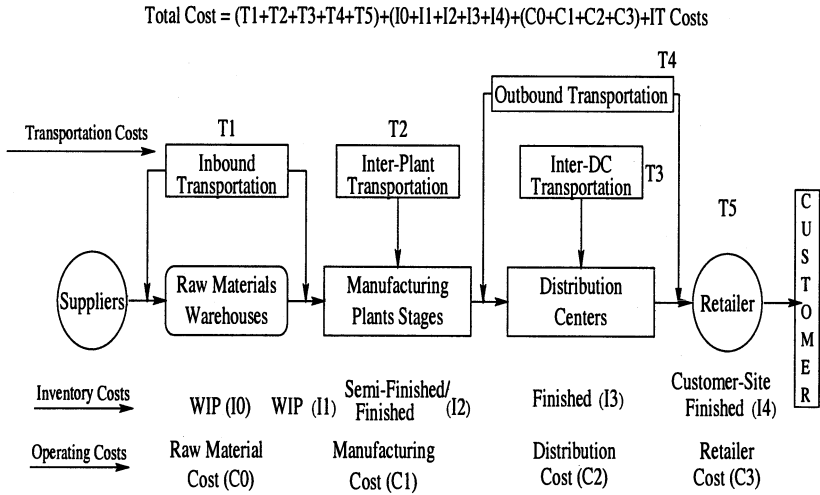 Total Cost = (T1+T2+T3+T4+T5)+(I0+I1+I2+I3+I4)+(C0+C1+C2+C3)+IT Costs
T4
Outbound Transportation
Transportation Costs
T1
T2
Inbound
Transportation
Inter-Plant
Transportation
Inter-DC
Transportation
T3
T5
Suppliers
Raw Materials
Warehouses
Manufacturing
Plants Stages
Distribution
Centers
Retailer
CUSTOMER
Inventory Costs
WIP (I0)
WIP (I1)
Semi-Finished/
Finished (I2)
Finished (I3)
Customer-Site
Finished (I4)
Operating Costs
Raw Material
Cost (C0)
Manufacturing
Cost (C1)
Distribution
Cost (C2)
Retailer
Cost (C3)